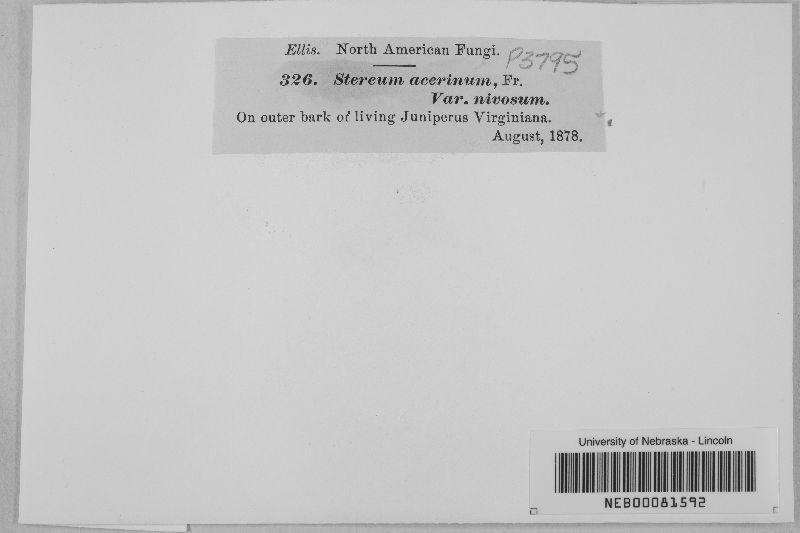 Ellis. North American Fungi. P3795
326. Stereum acerinum, Fr.
Var. nivosum.
On outer bark of living Juniperus Virginiana.
August, 1878.
University of Nebraska - Lincoln
NEB00081592